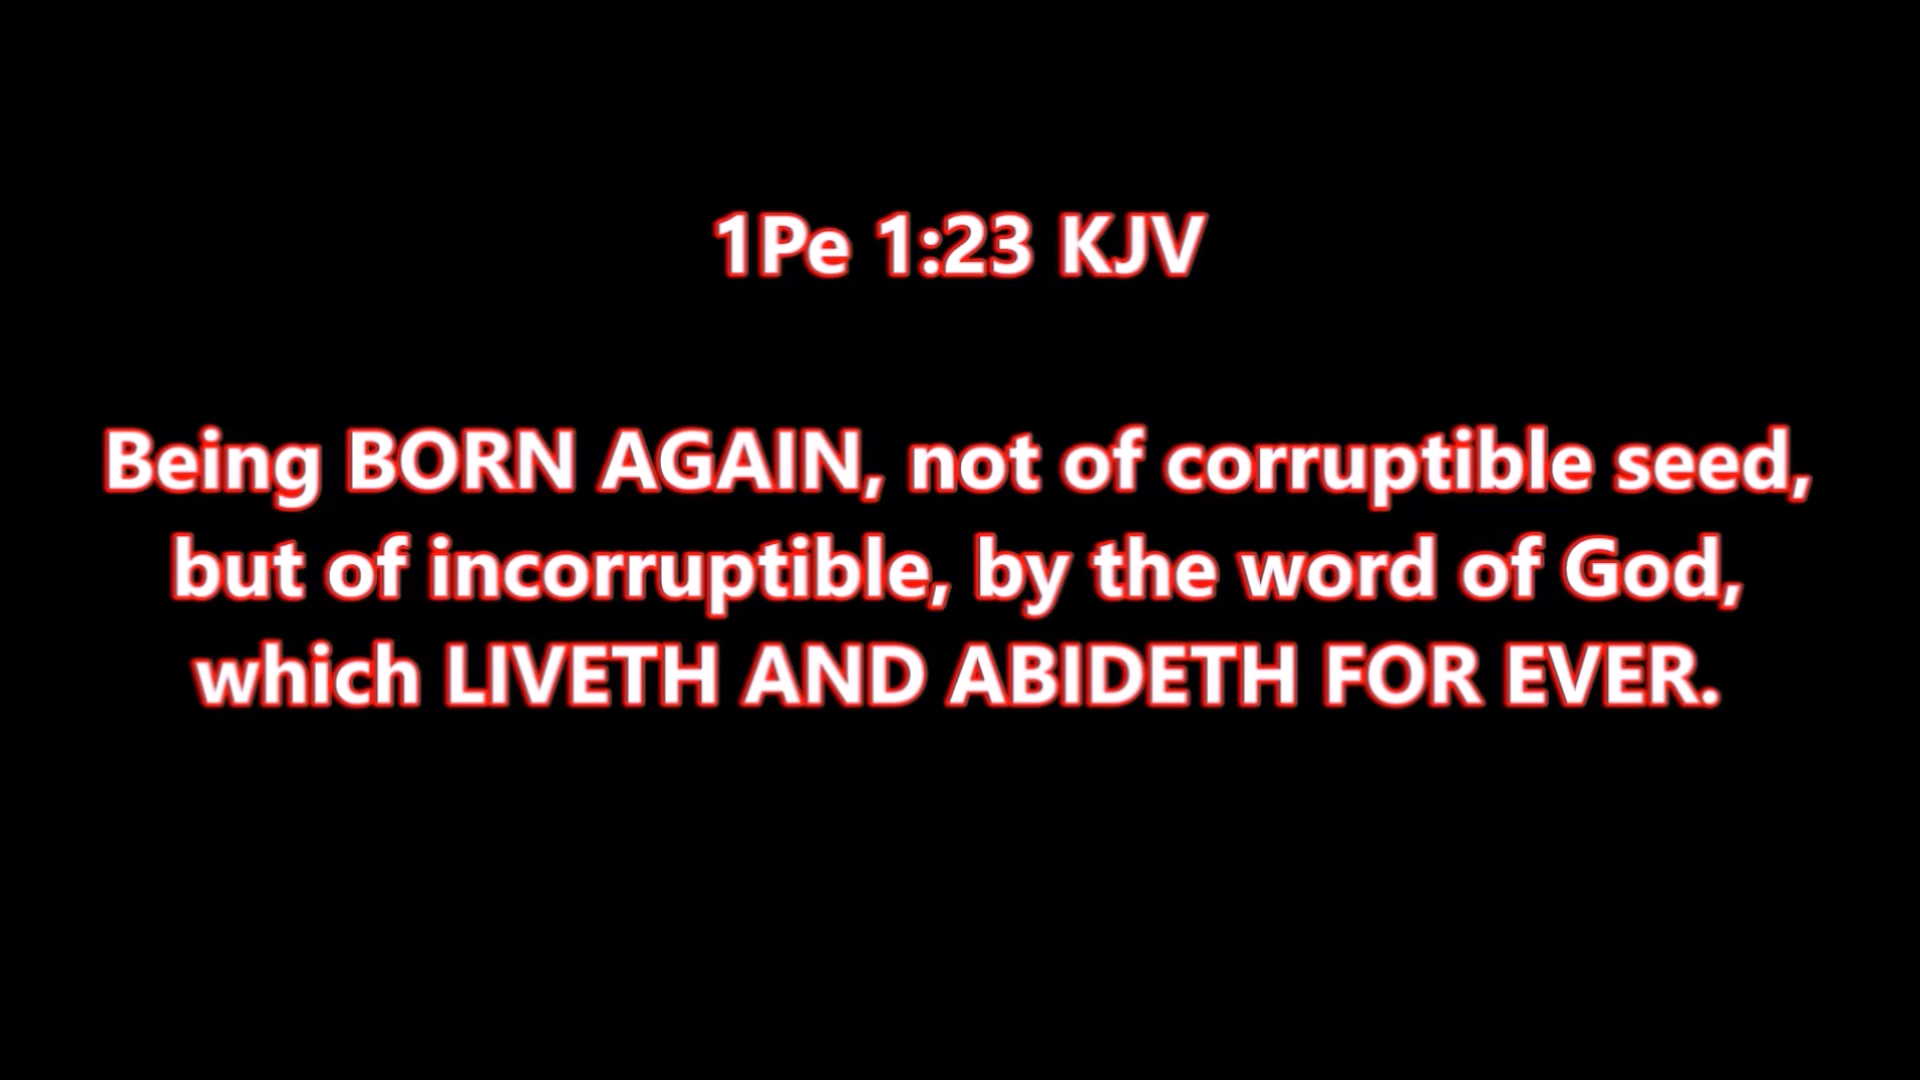 1Pe 1:23 KJV
Being BORN AGAIN, not of corruptible seed,
but of incorruptible, by the word of God,
which LIVETH AND ABIDETH FOR EVER.